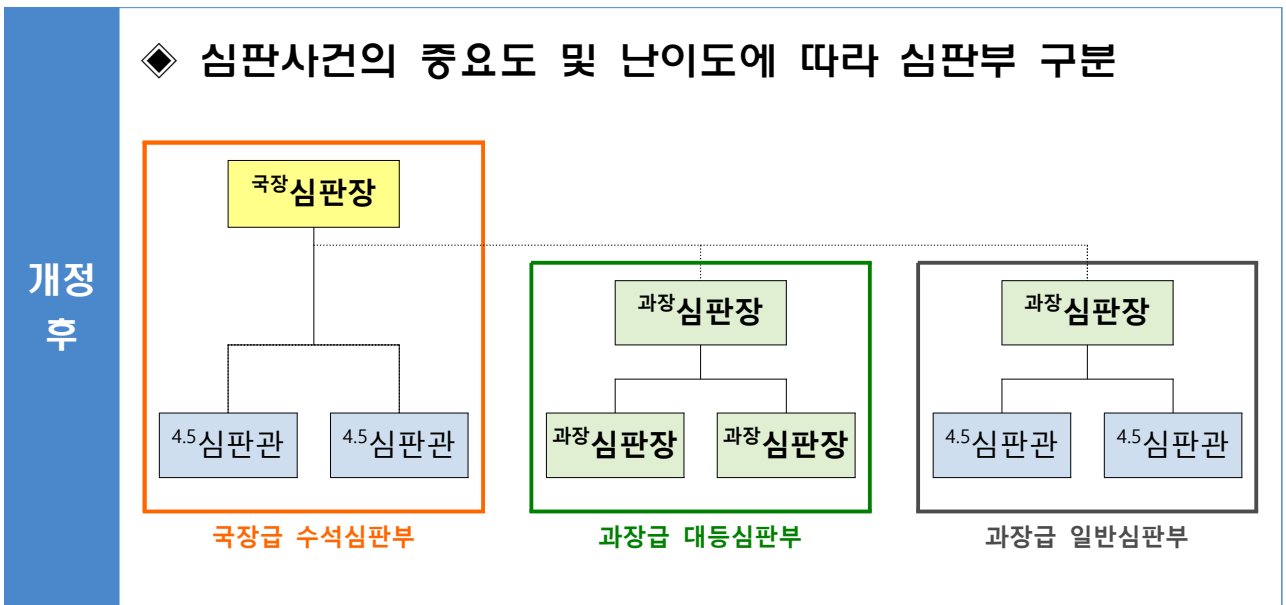 개정
후
◈ 심판사건의 중요도 및 난이도에 따라 심판부 구분
국장심판장
4.5심판관 4.5심판관
국장급 수석심판부
과장심판장
과장심판장 과장심판장
과장급 대등심판부
과장심판장
4.5심판관 4.5심판관
과장급 일반심판부